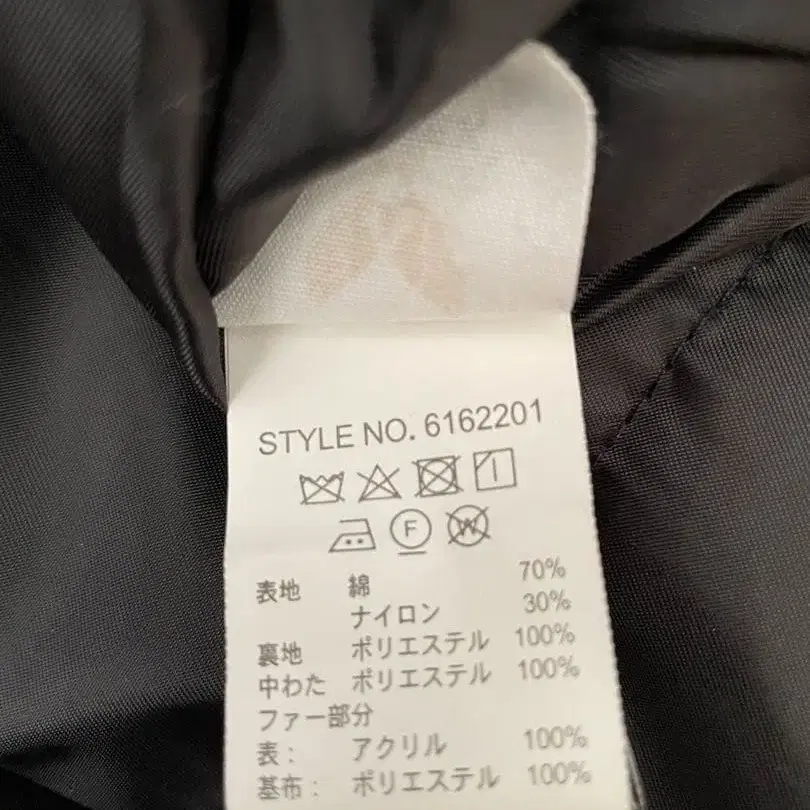 STYLE NO. 6162201
F
W
表地 綿 70%
ナイロン 30%
裏地 ポリエステル 100%
中わた ポリエステル 100%
ファー部分
表: アクリル 100%
基布: ポリエステル 100%